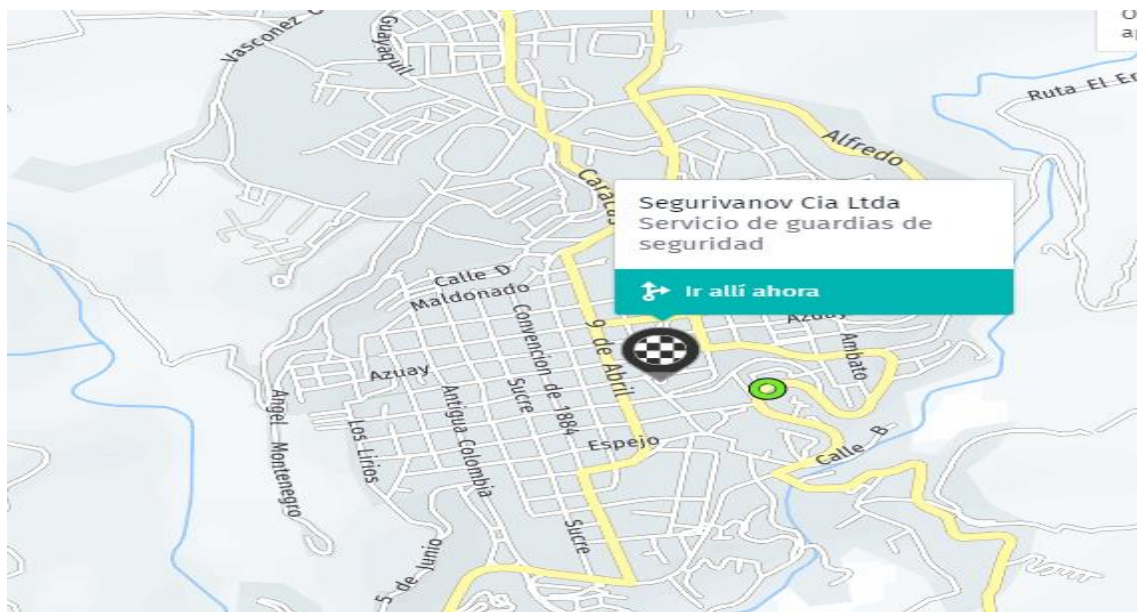 Vasconez C
Guayaquil
Ruta El En
Alfredo
Caracas
Segurivanov Cia Ltda
Servicio de guardias de
seguridad
Ir allí ahora
Calle D
Maldonado
Convencion de 1884
9 de Abril
Azuay
Ambato
Azuay
Sucre
Antigua Colombia
Angel Montenegro
Los Lirios
Espejo
Calle B
Sucre
5 de Junio